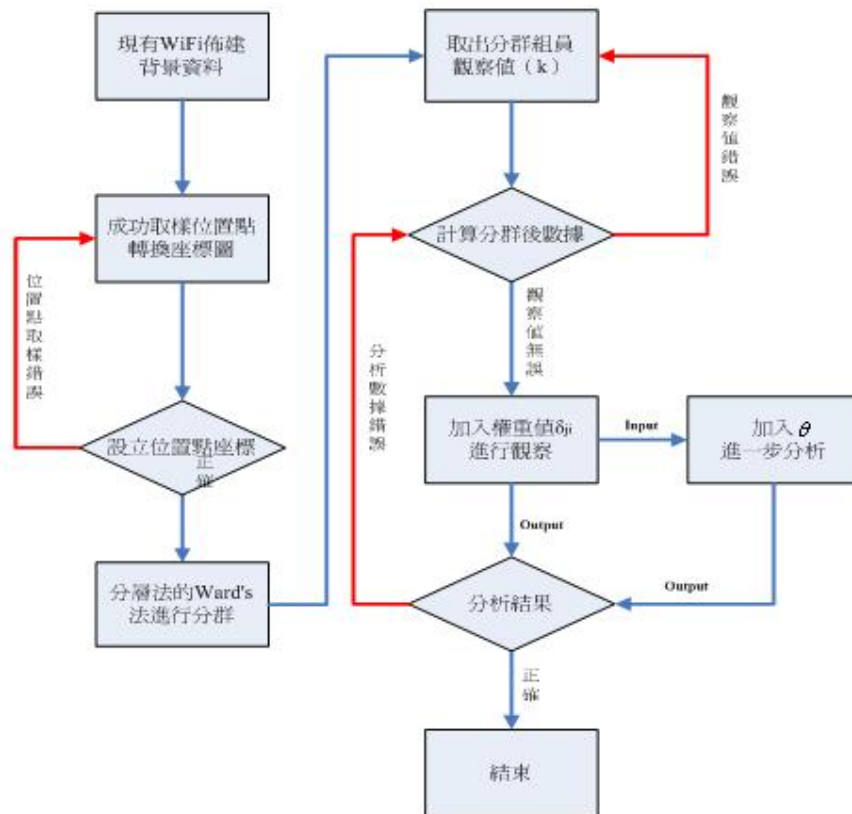 現有WiFi佈建
背景資料
成功取樣位置點
轉換座標圖
位置點取樣錯誤
設立位置點座標
正確
分層法的Ward's
法進行分群
取出分群組員
觀察值（k）
觀察值錯誤
計算分群後數據
觀察值無誤
分析數據錯誤
加入權重值δji
進行觀察
Input
加入 θ
進一步分析
Output
Output
分析結果
正確
結束